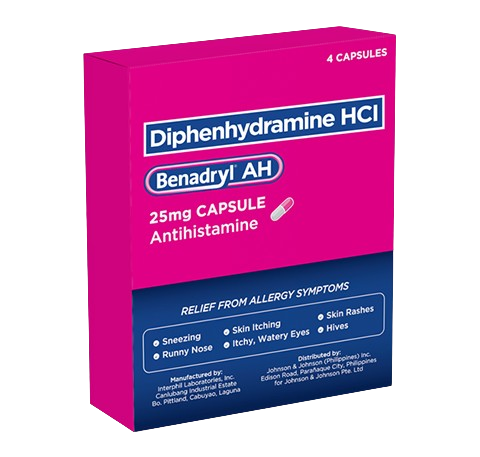 4 CAPSULES
Diphenhydramine HCl
Benadryl® AH
25mg CAPSULE
Antihistamine
RELIEF FROM ALLERGY SYMPTOMS
Sneezing
Runny Nose
Skin Itching
Itchy, Watery Eyes
Skin Rashes
Hives
Manufactured by:
Interphil Laboratories, Inc.
Canlubang Industrial Estate
Bo. Pittland, Cabuyao, Laguna
Distributed by:
Johnson & Johnson (Philippines) Inc.
Edison Road, Parañaque City, Philippines
for Johnson & Johnson Pte. Ltd